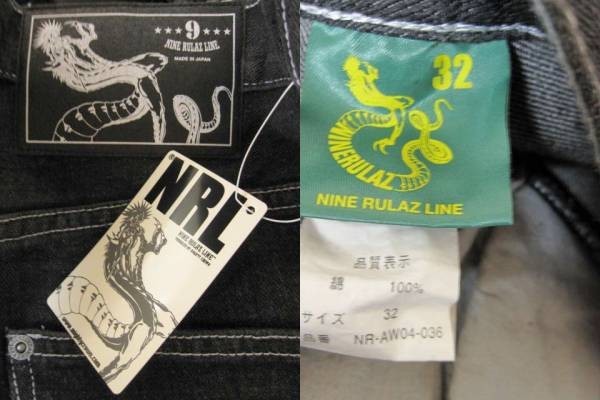 ★★★ 9 ★★★
NINE RULAZ LINE
MADE IN JAPAN
NRL
NINE RULAZ LINE
32
NINERULAZ
NINE RULAZ LINE
品質表示
綿 100%
サイズ 32
品番 NR-AW04-036